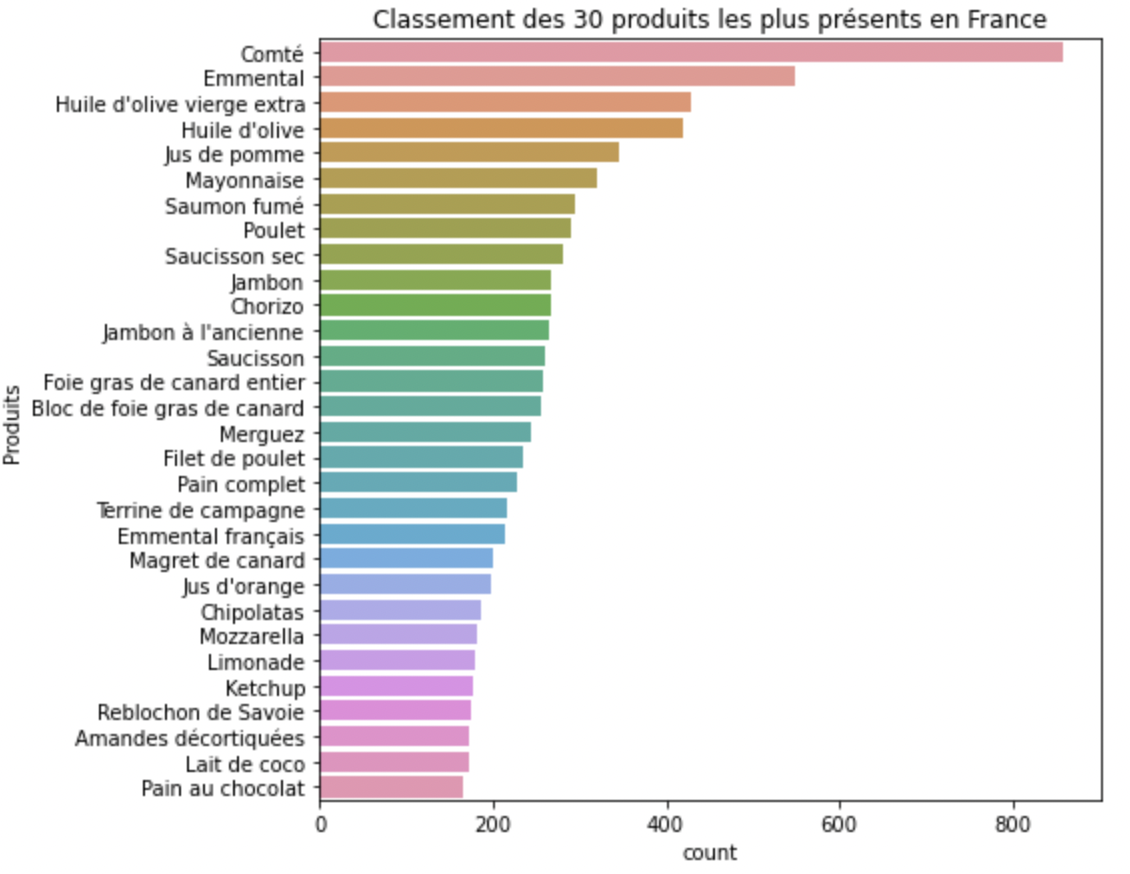 Classement des 30 produits les plus présents en France
Comté
Emmental
Huile d'olive vierge extra
Huile d'olive
Jus de pomme
Mayonnaise
Saumon fumé
Poulet
Saucisson sec
Jambon
Chorizo
Jambon à l'ancienne
Saucisson
Foie gras de canard entier
Bloc de foie gras de canard
Merguez
Filet de poulet
Pain complet
Terrine de campagne
Emmental français
Magret de canard
Jus d'orange
Chipolatas
Mozzarella
Limonade
Ketchup
Reblochon de Savoie
Amandes décortiquées
Lait de coco
Pain au chocolat
Produits
0 200 400 600 800
count